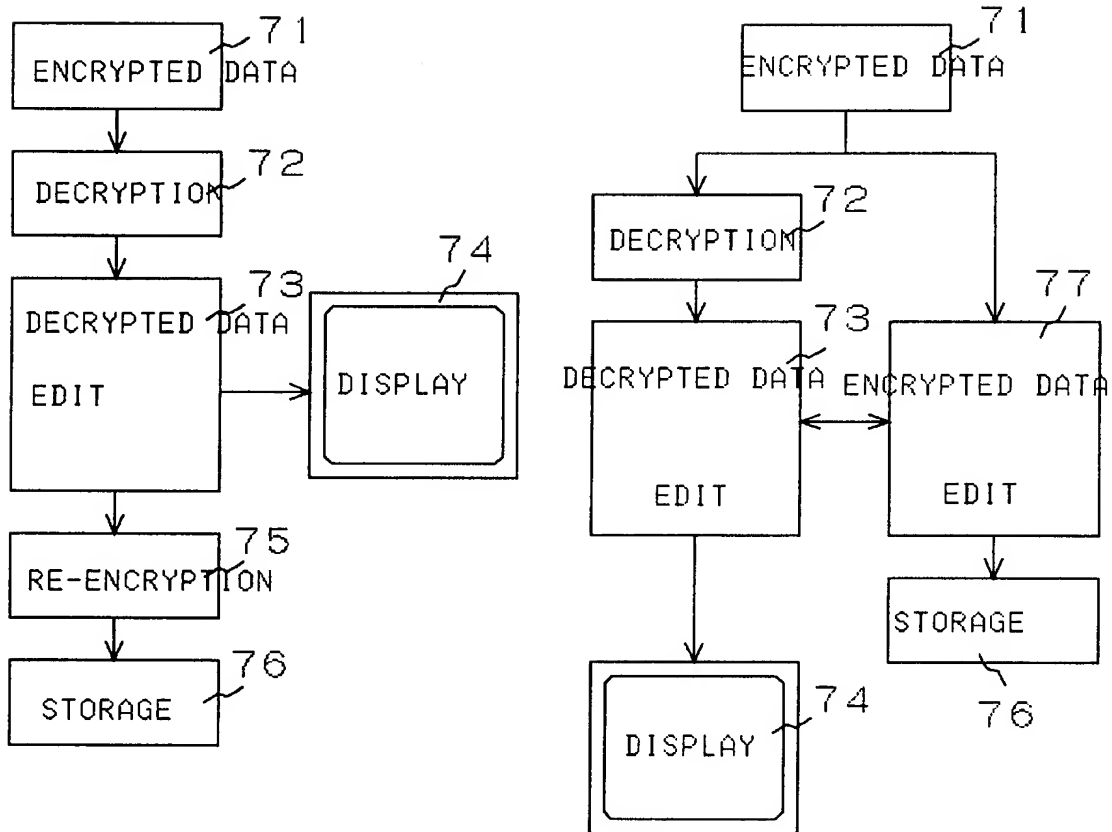 71
ENCRYPTED DATA
72
DECRYPTION
73
DECRYPTED DATA
EDIT
74
DISPLAY
75
RE-ENCRYPTION
76
STORAGE
71
ENCRYPTED DATA
72
DECRYPTION
73
DECRYPTED DATA
EDIT
77
ENCRYPTED DATA
EDIT
STORAGE
76
74
DISPLAY